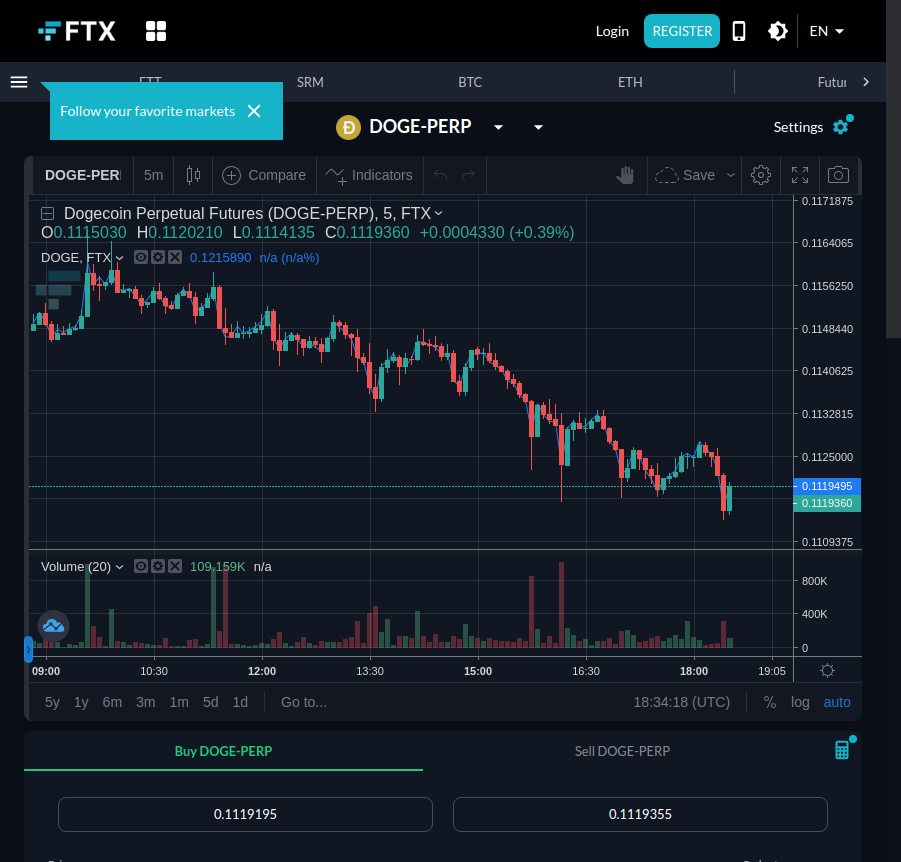 FTX
Login
REGISTER
EN
FTT
SRM
BTC
ETH
Futur
Follow your favorite markets
DOGE-PERP
Settings
DOGE-PER
5m
Compare
Indicators
Save
Dogecoin Perpetual Futures (DOGE-PERP), 5, FTX
O0.1115030 H0.1120210 L0.1114135 C0.1119360 +0.0004330 (+0.39%)
DOGE, FTX
0.1215890 n/a (n/a%)
0.1171875
0.1164065
0.1156250
0.1148440
0.1140625
0.1132815
0.1125000
0.1119495
0.1119360
0.1109375
Volume (20)
109.159K n/a
800K
400K
0
09:00 10:30 12:00 13:30 15:00 16:30 18:00 19:05
5y 1y 6m 3m 1m 5d 1d Go to...
18:34:18 (UTC)
% log auto
Buy DOGE-PERP
Sell DOGE-PERP
0.1119195
0.1119355